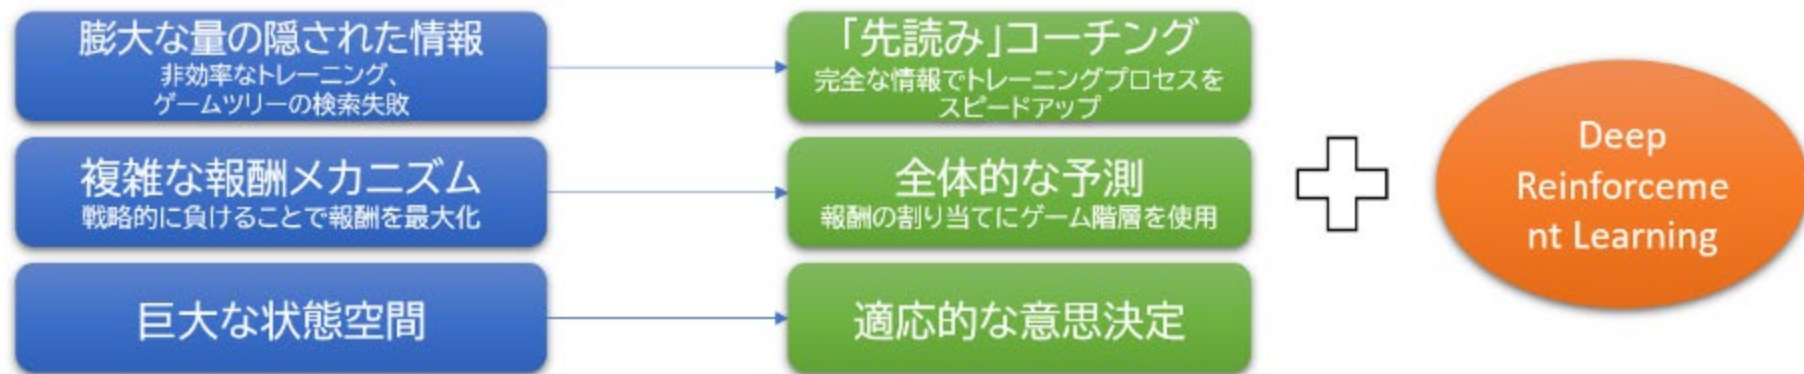 膨大な量の隠された情報
非効率なトレーニング、
ゲームツリーの検索失敗
「先読み」コーチング
完全な情報でトレーニングプロセスを
スピードアップ
複雑な報酬メカニズム
戦略的に負けることで報酬を最大化
全体的な予測
報酬の割り当てにゲーム階層を使用
巨大な状態空間
適応的な意思決定
Deep
Reinforceme
nt Learning